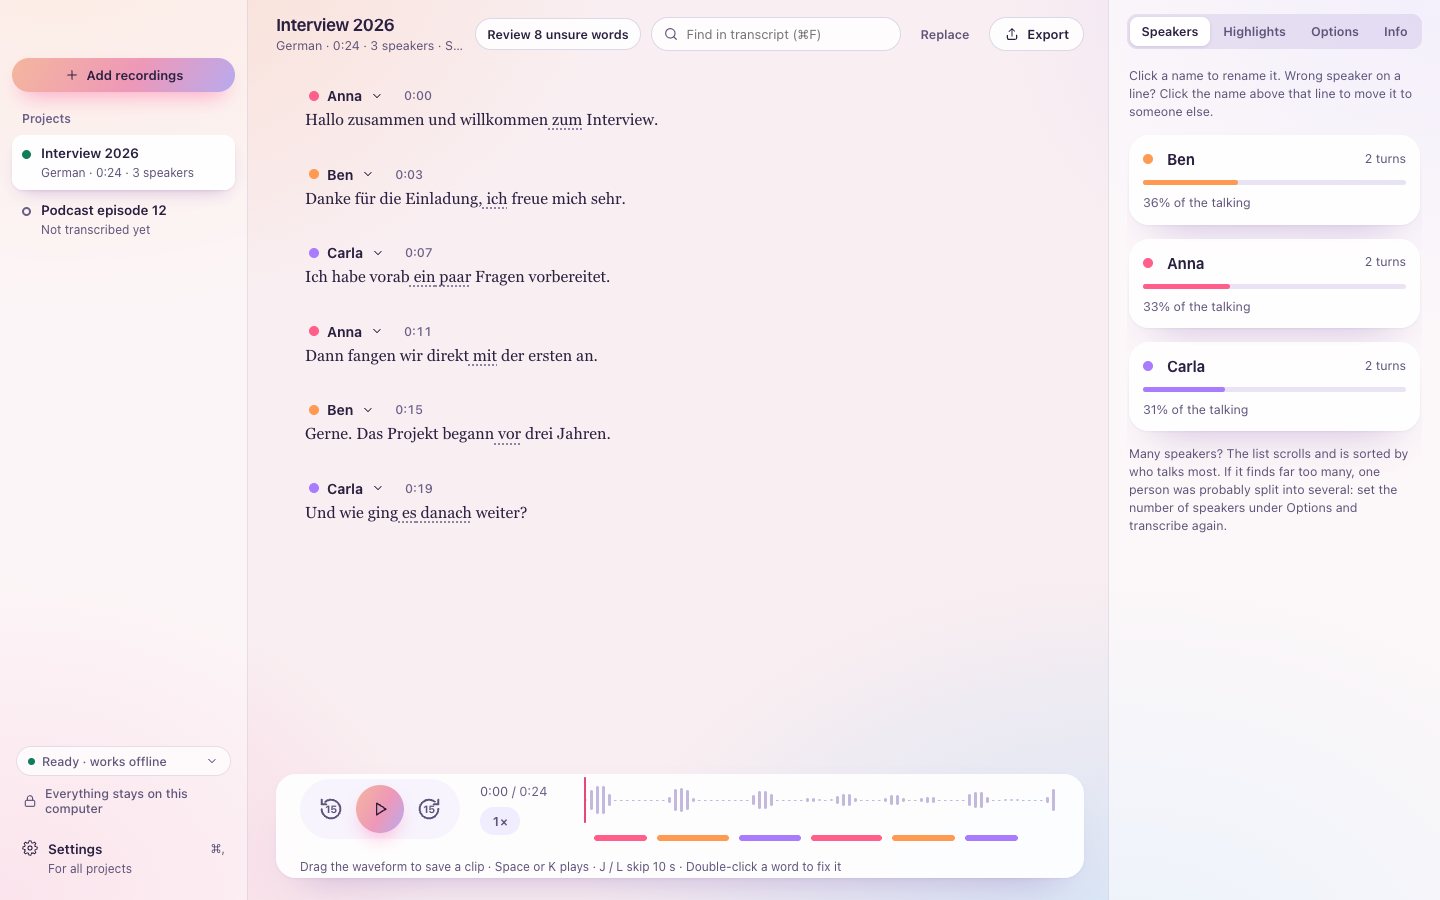 Add recordings
Projects
Interview 2026
German · 0:24 · 3 speakers
Podcast episode 12
Not transcribed yet
Ready · works offline
Everything stays on this
computer
Settings
⌘,
For all projects
Interview 2026
German · 0:24 · 3 speakers · S...
Review 8 unsure words
Find in transcript (⌘F)
Replace
Export
Anna 0:00
Hallo zusammen und willkommen zum Interview.
Ben 0:03
Danke für die Einladung, ich freue mich sehr.
Carla 0:07
Ich habe vorab ein paar Fragen vorbereitet.
Anna 0:11
Dann fangen wir direkt mit der ersten an.
Ben 0:15
Gerne. Das Projekt begann vor drei Jahren.
Carla 0:19
Und wie ging es danach weiter?
15
15
0:00 / 0:24
1×
Drag the waveform to save a clip · Space or K plays · J / L skip 10 s · Double-click a word to fix it
Speakers Highlights Options Info
Click a name to rename it. Wrong speaker on a
line? Click the name above that line to move it to
someone else.
Ben 2 turns
36% of the talking
Anna 2 turns
33% of the talking
Carla 2 turns
31% of the talking
Many speakers? The list scrolls and is sorted by
who talks most. If it finds far too many, one
person was probably split into several: set the
number of speakers under Options and
transcribe again.